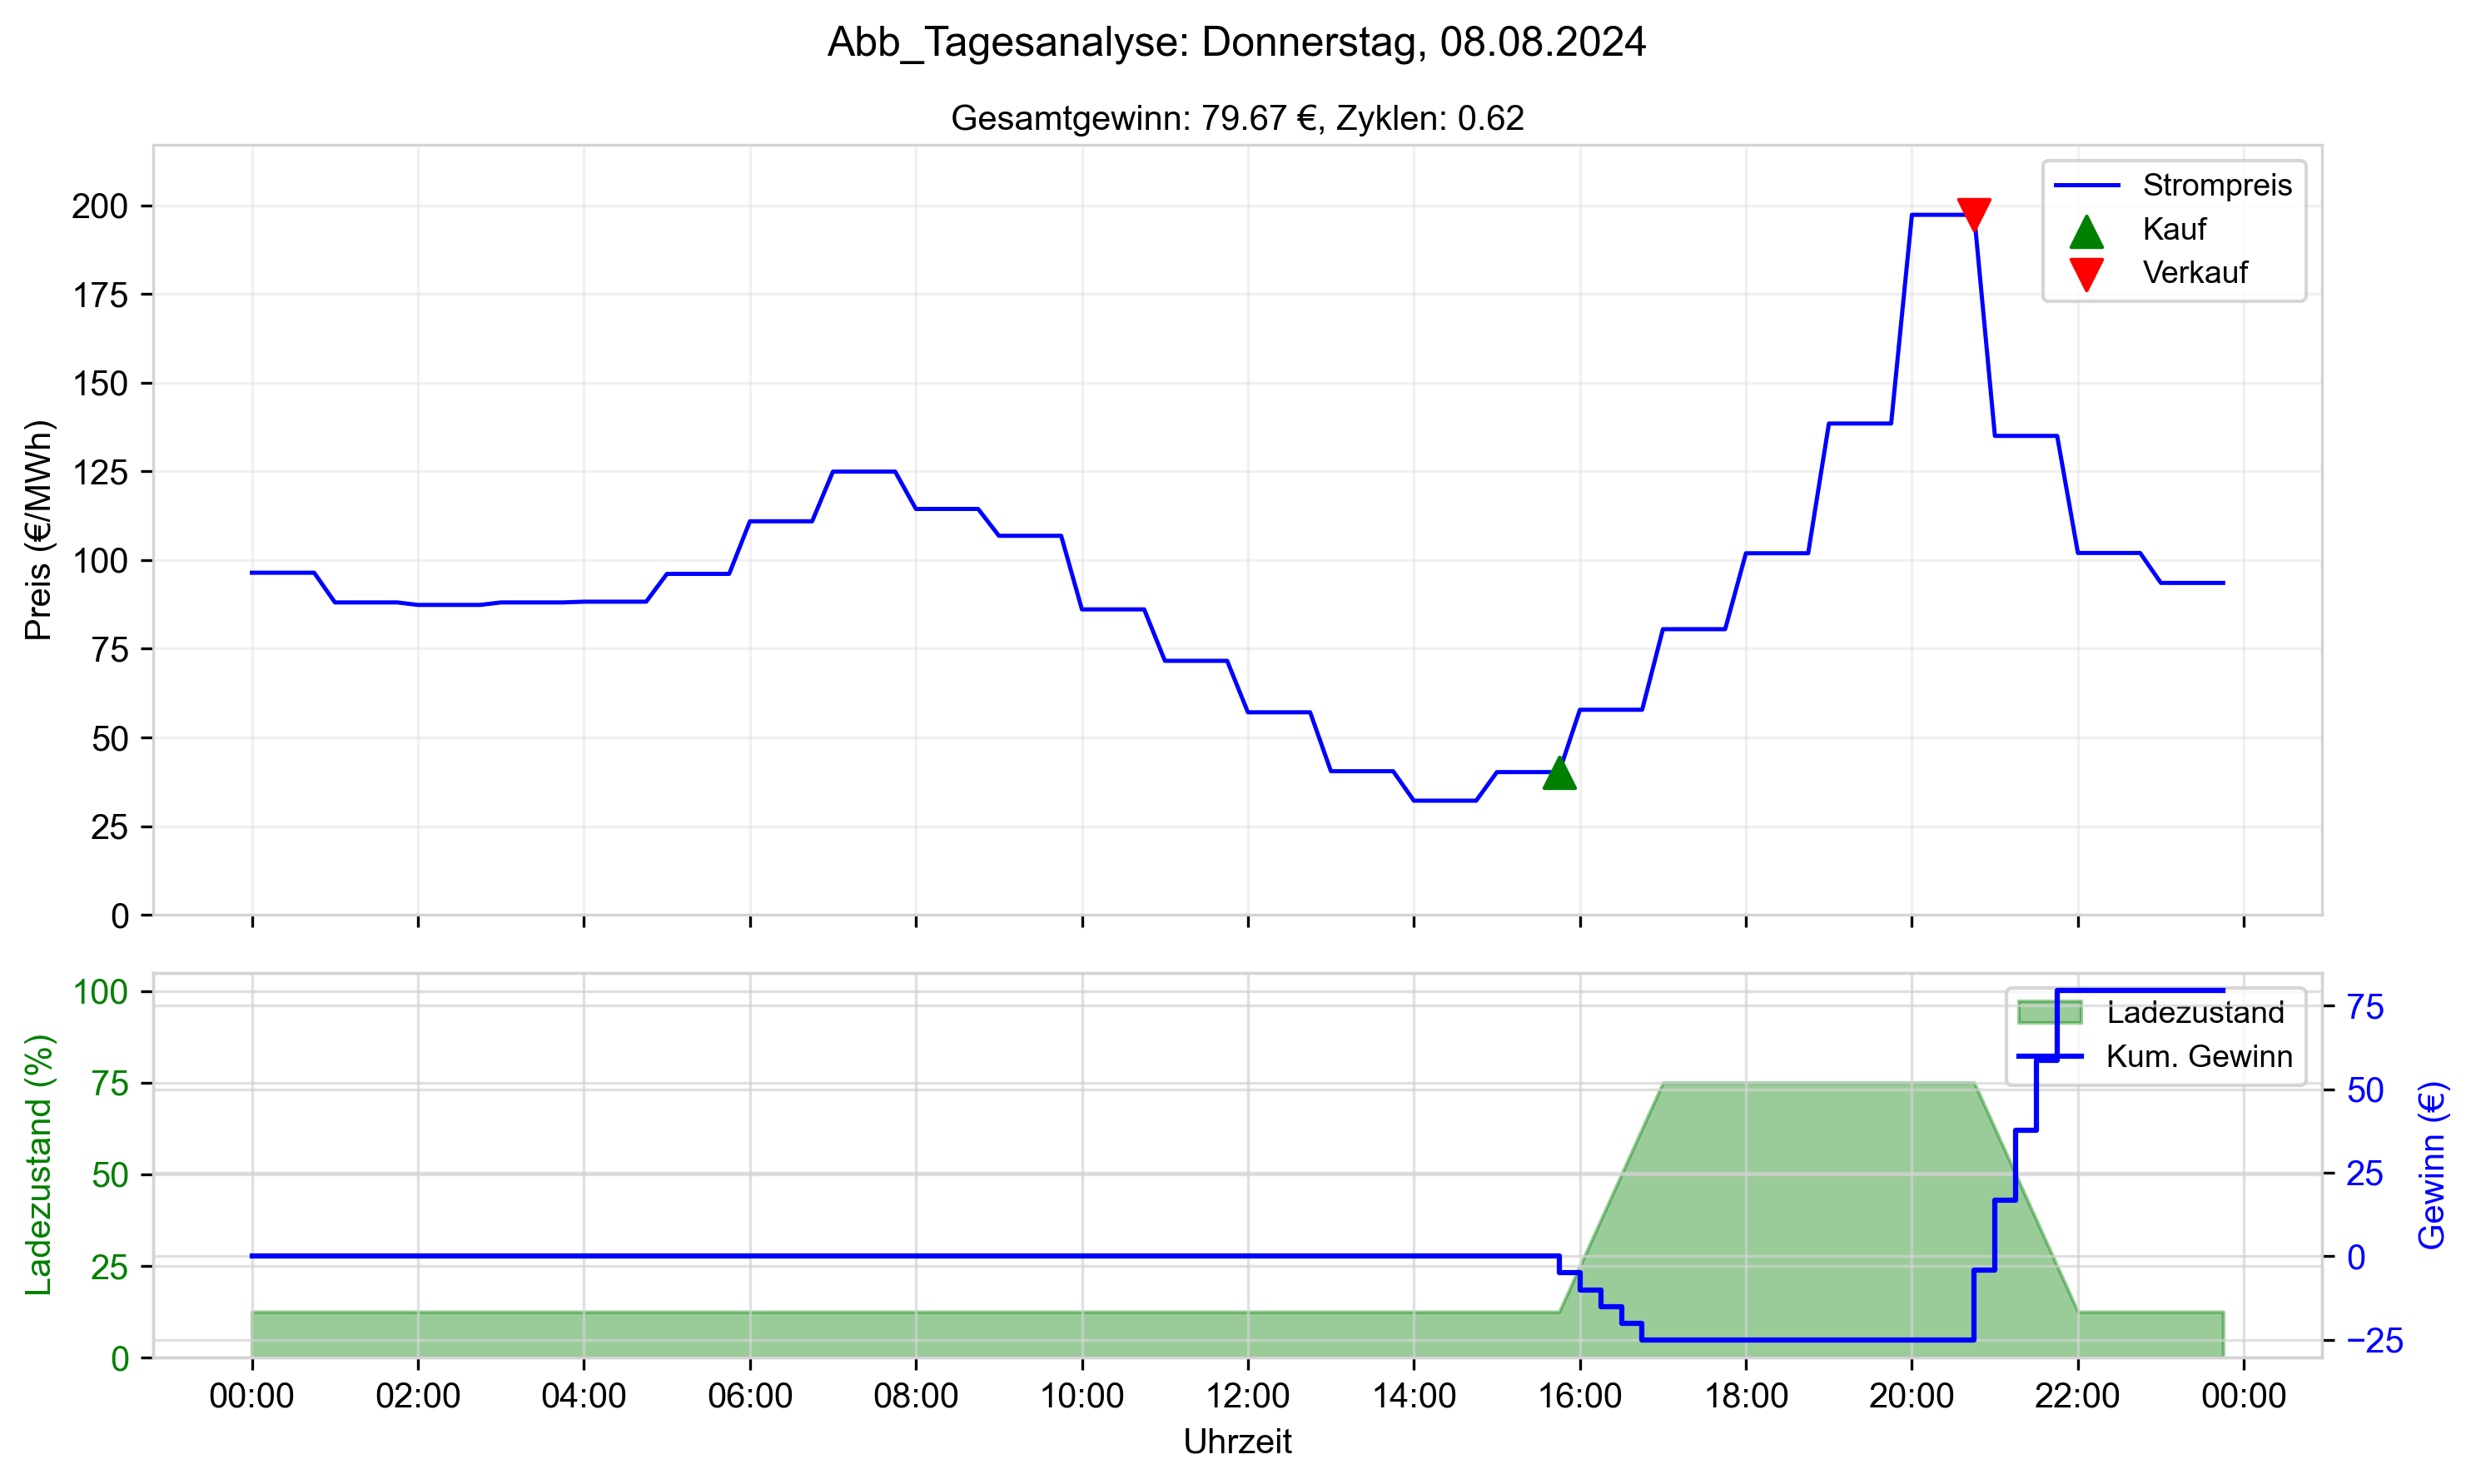 Abb_Tagesanalyse: Donnerstag, 08.08.2024
Gesamtgewinn: 79.67 €, Zyklen: 0.62
Preis (€/MWh)
200
175
150
125
100
75
50
25
0
Strompreis
Kauf
Verkauf
Ladezustand (%)
100
75
50
25
0
Ladezustand
Kum. Gewinn
75
50
25
0
−25
Gewinn (€)
00:00 02:00 04:00 06:00 08:00 10:00 12:00 14:00 16:00 18:00 20:00 22:00 00:00
Uhrzeit